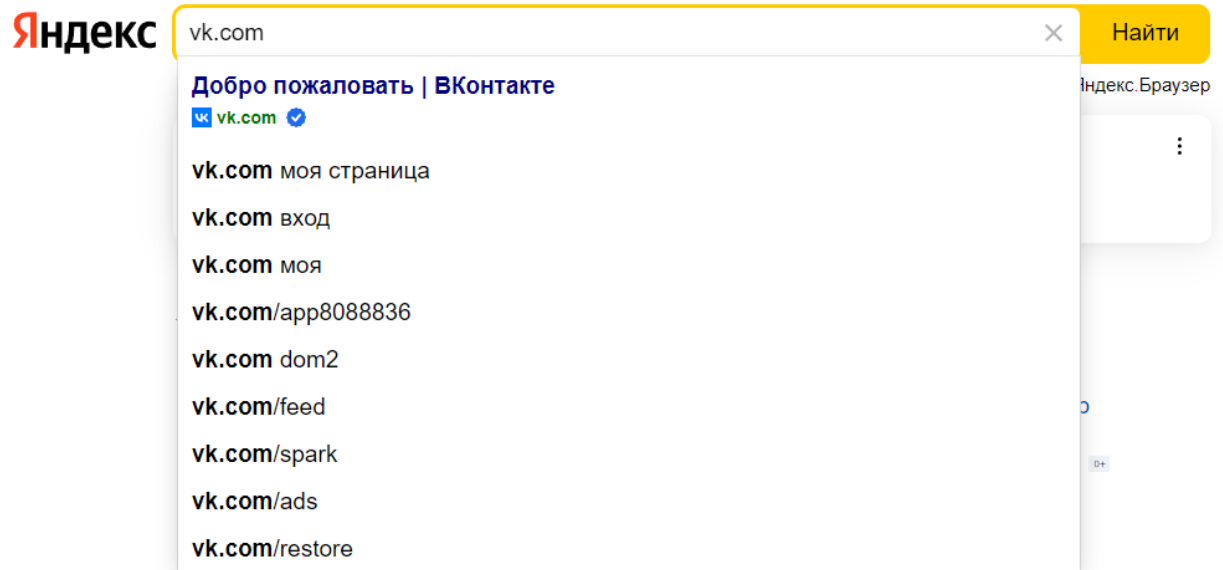 Яндекс vk.com Найти
Добро пожаловать | ВКонтакте
ндекс.Браузер
vk.com
vk.com моя страница
vk.com вход
vk.com моя
vk.com/app8088836
vk.com dom2
vk.com/feed
vk.com/spark
0+
vk.com/ads
vk.com/restore